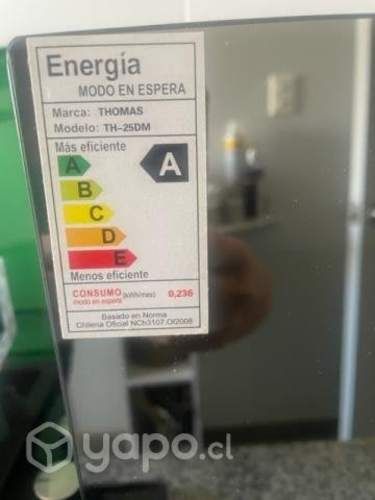 Energía
MODO EN ESPERA
Marca: THOMAS
Modelo: TH-25DM
Más eficiente
A
A
B
C
D
E
Menos eficiente
CONSUMO (kWh/mes) 0,236
modo en espera
Basado en Norma
Chilena Oficial NCh3107.Of2008
yapo.cl